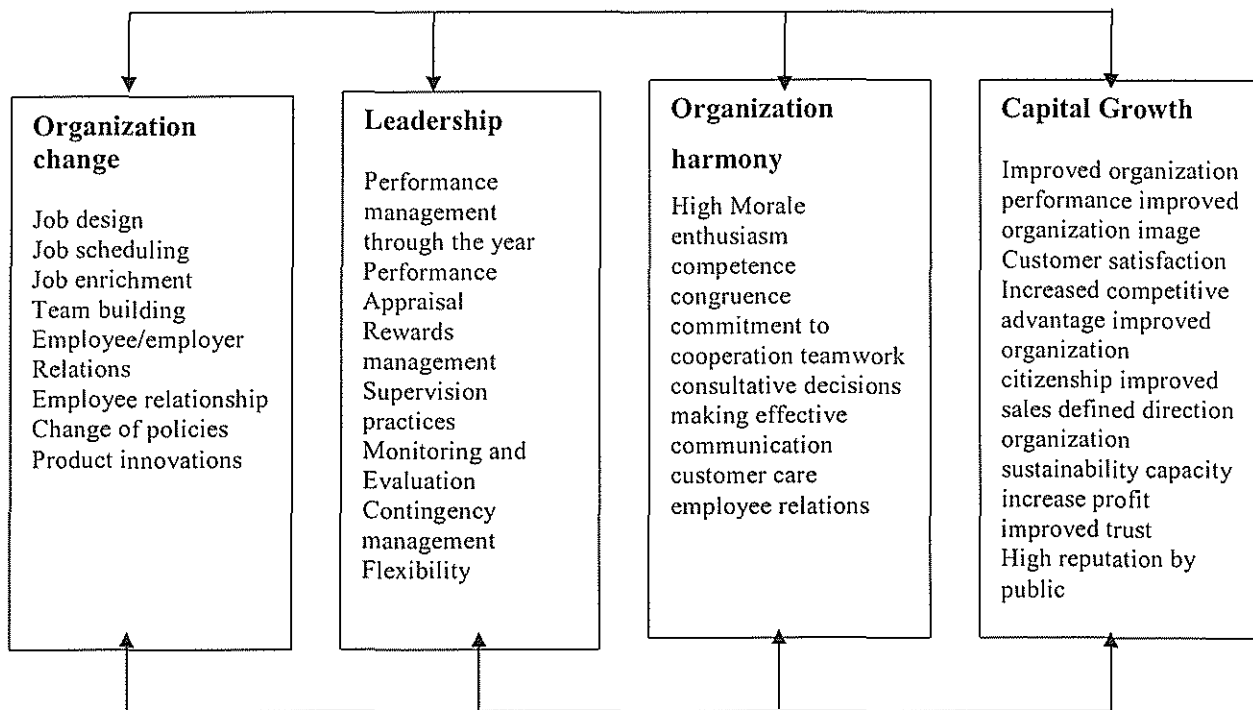 Organization
change
Job design
Job scheduling
Job enrichment
Team building
Employee/employer
Relations
Employee relationship
Change of policies
Product innovations
Leadership
Performance
management
through the year
Performance
Appraisal
Rewards
management
Supervision
practices
Monitoring and
Evaluation
Contingency
management
Flexibility
Organization
harmony
High Morale
enthusiasm
competence
congruence
commitment to
cooperation teamwork
consultative decisions
making effective
communication
customer care
employee relations
Capital Growth
Improved organization
performance improved
organization image
Customer satisfaction
Increased competitive
advantage improved
organization
citizenship improved
sales defined direction
organization
sustainability capacity
increase profit
improved trust
High reputation by
public